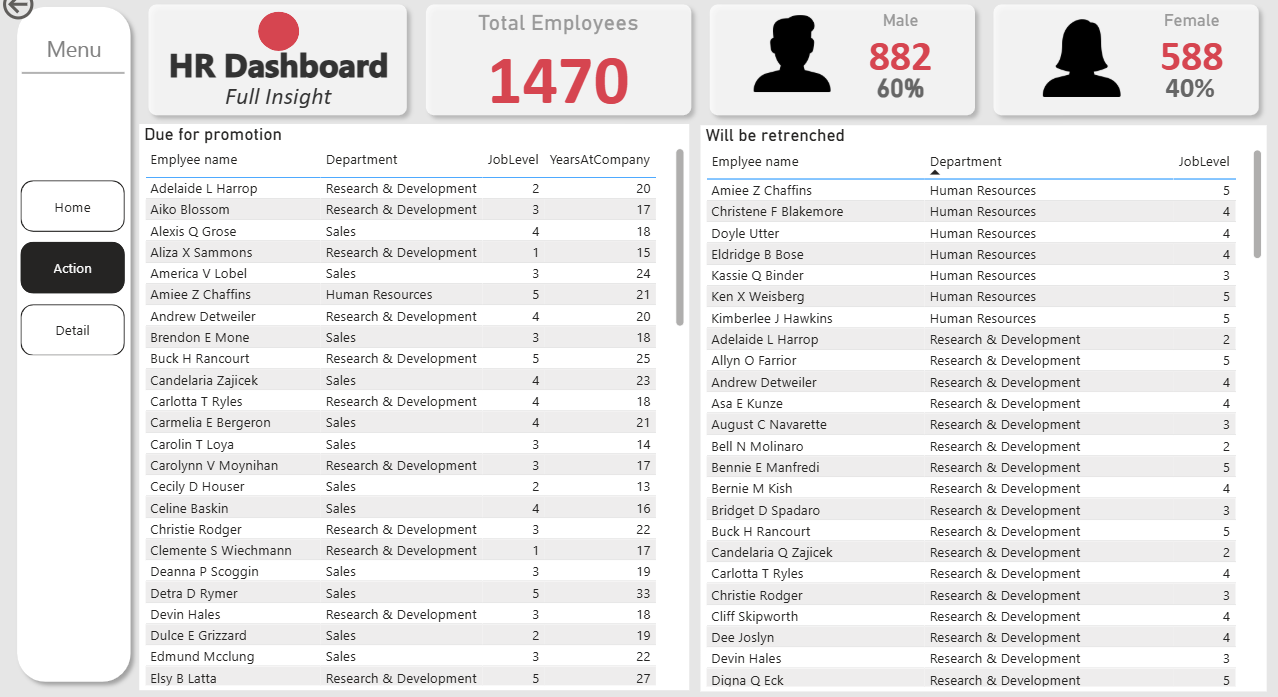 Menu
Home
Action
Detail
HR Dashboard
Full Insight
Total Employees
1470
Male
882
60%
Female
588
40%
Due for promotion
Emplyee name Department JobLevel YearsAtCompany
Adelaide L Harrop Research & Development 2 20
Aiko Blossom Research & Development 3 17
Alexis Q Grose Sales 4 18
Aliza X Sammons Research & Development 1 15
America V Lobel Sales 3 24
Amiee Z Chaffins Human Resources 5 21
Andrew Detweiler Research & Development 4 20
Brendon E Mone Sales 3 18
Buck H Rancourt Research & Development 5 25
Candelaria Zajicek Sales 4 23
Carlotta T Ryles Research & Development 4 18
Carmelia E Bergeron Sales 4 21
Carolin T Loya Sales 3 14
Carolynn V Moynihan Research & Development 3 17
Cecily D Houser Sales 2 13
Celine Baskin Sales 4 16
Christie Rodger Research & Development 3 22
Clemente S Wiechmann Research & Development 1 17
Deanna P Scoggin Sales 3 19
Detra D Rymer Sales 5 33
Devin Hales Research & Development 3 18
Dulce E Grizzard Sales 2 19
Edmund Mcclung Sales 3 22
Elsy B Latta Research & Development 5 27
Will be retrenched
Emplyee name Department JobLevel
Amiee Z Chaffins Human Resources 5
Christene F Blakemore Human Resources 4
Doyle Utter Human Resources 4
Eldridge B Bose Human Resources 4
Kassie Q Binder Human Resources 3
Ken X Weisberg Human Resources 5
Kimberlee J Hawkins Human Resources 5
Adelaide L Harrop Research & Development 2
Allyn O Farrior Research & Development 5
Andrew Detweiler Research & Development 4
Asa E Kunze Research & Development 4
August C Navarette Research & Development 3
Bell N Molinaro Research & Development 2
Bennie E Manfredi Research & Development 5
Bernie M Kish Research & Development 4
Bridget D Spadaro Research & Development 3
Buck H Rancourt Research & Development 5
Candelaria Q Zajicek Research & Development 2
Carlotta T Ryles Research & Development 4
Christie Rodger Research & Development 3
Cliff Skipworth Research & Development 4
Dee Joslyn Research & Development 4
Devin Hales Research & Development 3
Digna Q Eck Research & Development 5